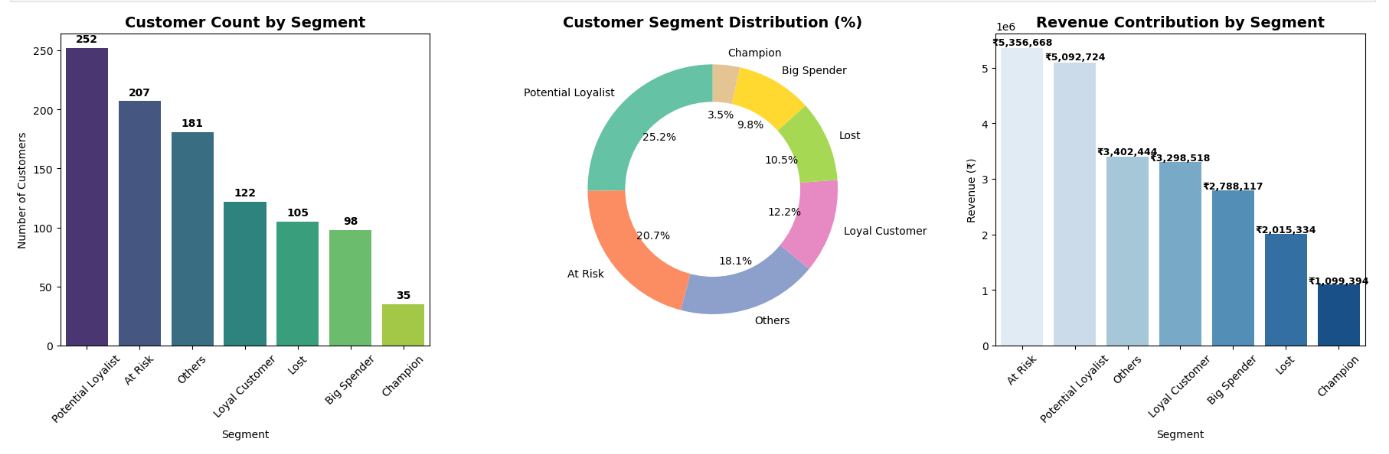 Customer Count by Segment
252
207
181
122
105
98
35
250
200
150
100
50
0
Number of Customers
Potential Loyalist
At Risk
Others
Loyal Customer
Lost
Big Spender
Champion
Segment
Customer Segment Distribution (%)
Champion
Big Spender
Potential Loyalist
Lost
Loyal Customer
At Risk
Others
3.5%
9.8%
25.2%
10.5%
12.2%
20.7%
18.1%
Revenue Contribution by Segment
1e6
₹5,356,668
₹5,092,724
₹3,402,444
₹3,298,518
₹2,788,117
₹2,015,334
₹1,099,394
5
4
3
2
1
0
Revenue (₹)
At Risk
Potential Loyalist
Others
Loyal Customer
Big Spender
Lost
Champion
Segment